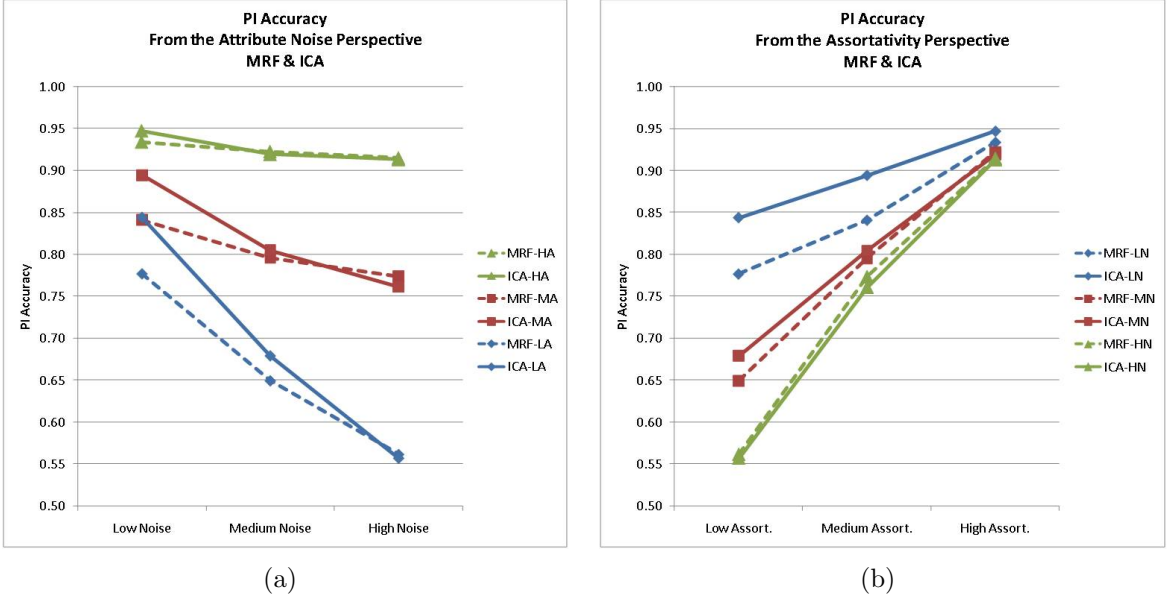 PI Accuracy
From the Attribute Noise Perspective
MRF & ICA
PI Accuracy
1.00
0.95
0.90
0.85
0.80
0.75
0.70
0.65
0.60
0.55
0.50
Low Noise
Medium Noise
High Noise
MRF-HA
ICA-HA
MRF-MA
ICA-MA
MRF-LA
ICA-LA
(a)
PI Accuracy
From the Assortativity Perspective
MRF & ICA
PI Accuracy
1.00
0.95
0.90
0.85
0.80
0.75
0.70
0.65
0.60
0.55
0.50
Low Assort.
Medium Assort.
High Assort.
MRF-LN
ICA-LN
MRF-MN
ICA-MN
MRF-HN
ICA-HN
(b)